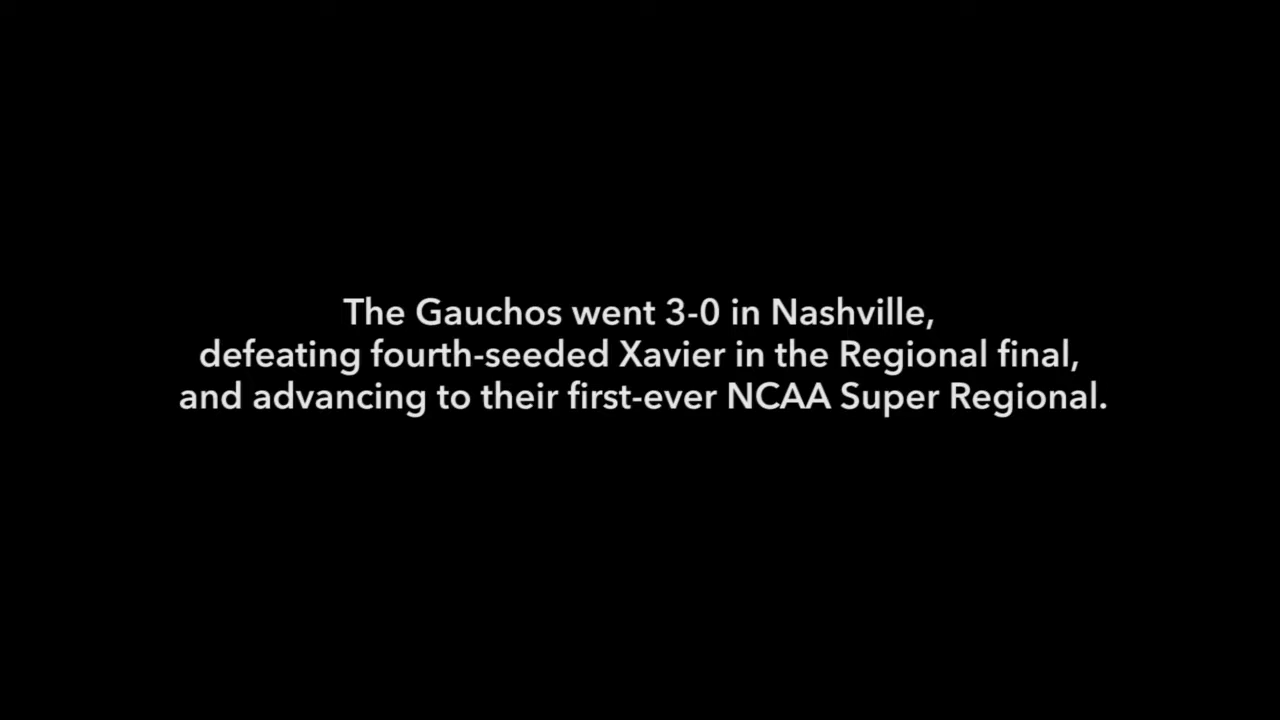 The Gauchos went 3-0 in Nashville,
defeating fourth-seeded Xavier in the Regional final,
and advancing to their first-ever NCAA Super Regional.